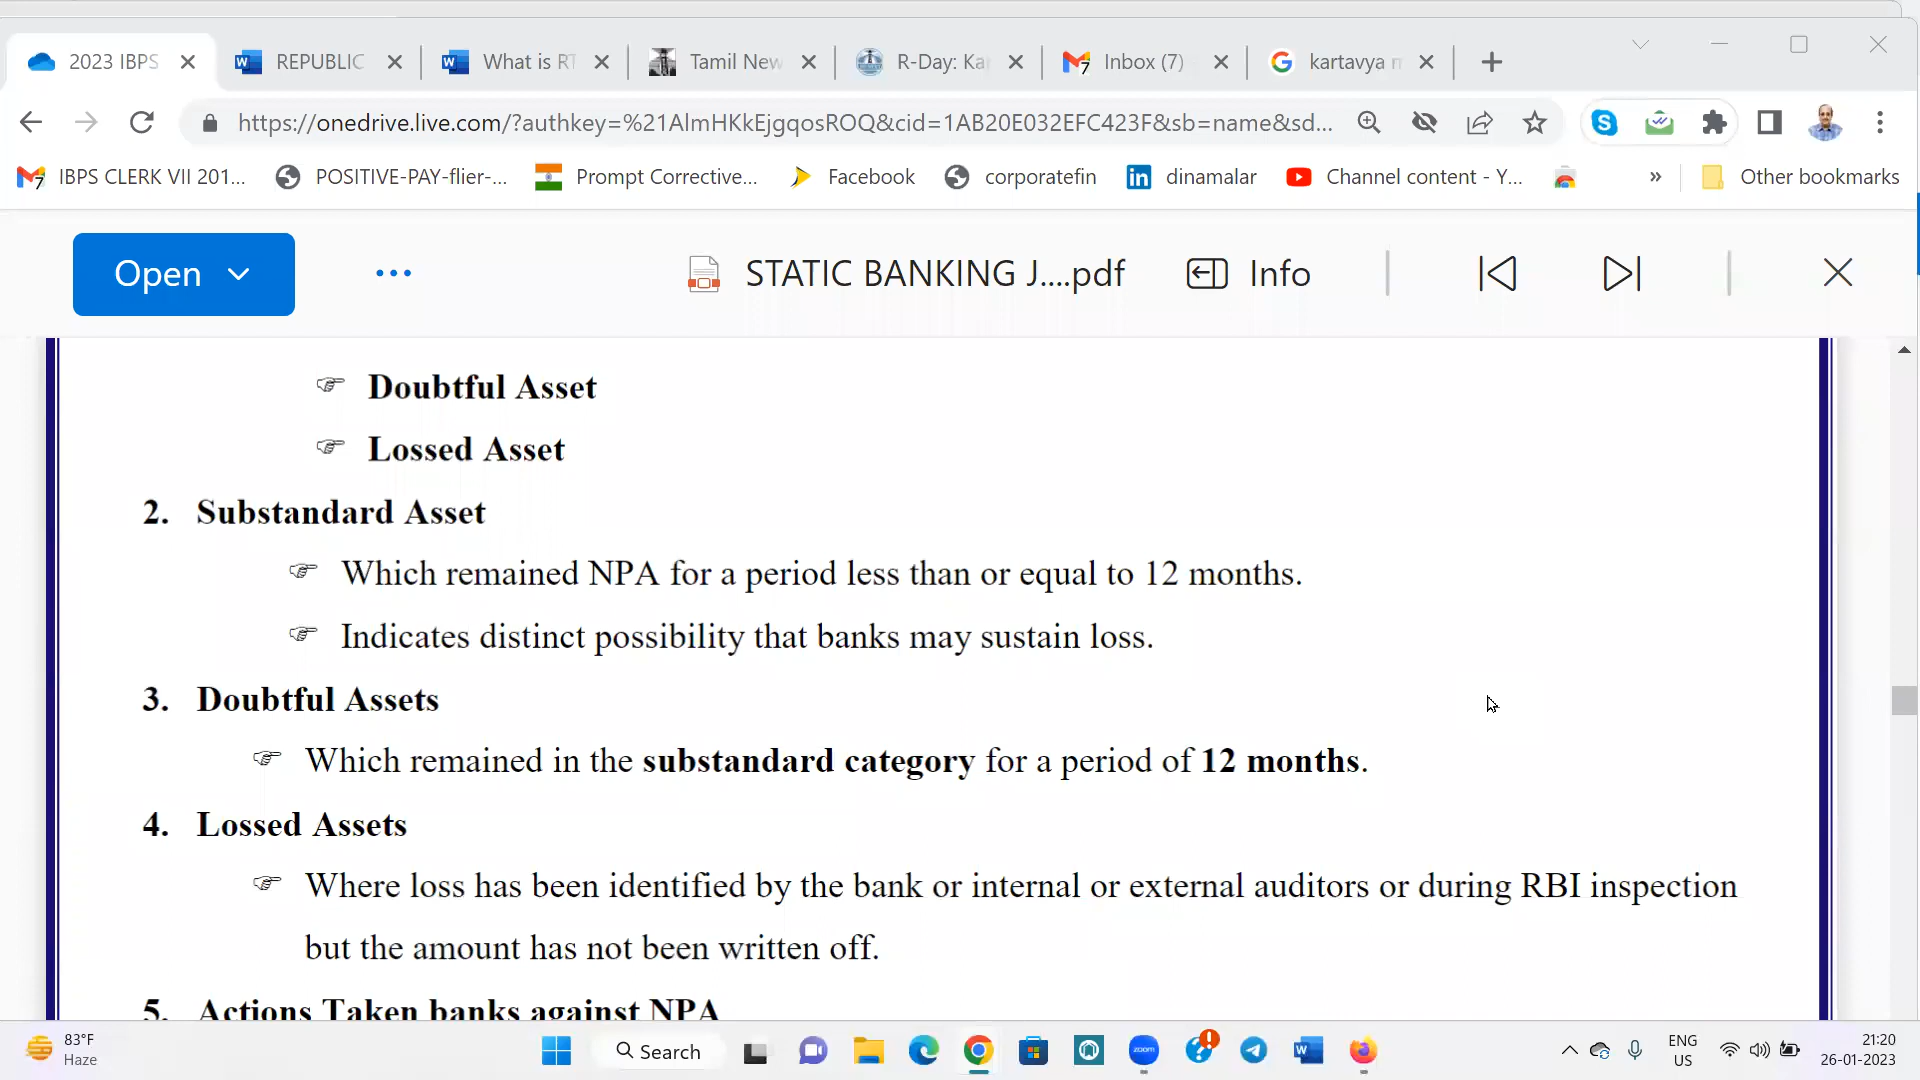 2023 IBPS
REPUBLIC
What is RT
Tamil New
R-Day: Ka
Inbox (7)
kartavya
https://onedrive.live.com/?authkey=%21AlmHKkEjgqosROQ&cid=1AB20E032EFC423F&sb=name&sd...
IBPS CLERK VII 201...
POSITIVE-PAY-flier-...
Prompt Corrective...
Facebook
corporatefin
dinamalar
Channel content - Y...
»
Other bookmarks
Open
STATIC BANKING J....pdf
Info
Doubtful Asset
Lossed Asset
2. Substandard Asset
Which remained NPA for a period less than or equal to 12 months.
Indicates distinct possibility that banks may sustain loss.
3. Doubtful Assets
Which remained in the substandard category for a period of 12 months.
4. Lossed Assets
Where loss has been identified by the bank or internal or external auditors or during RBI inspection
but the amount has not been written off.
5. Actions Taken banks against NPA
83°F
Haze
Search
zoom
ENG
US
21:20
26-01-2023